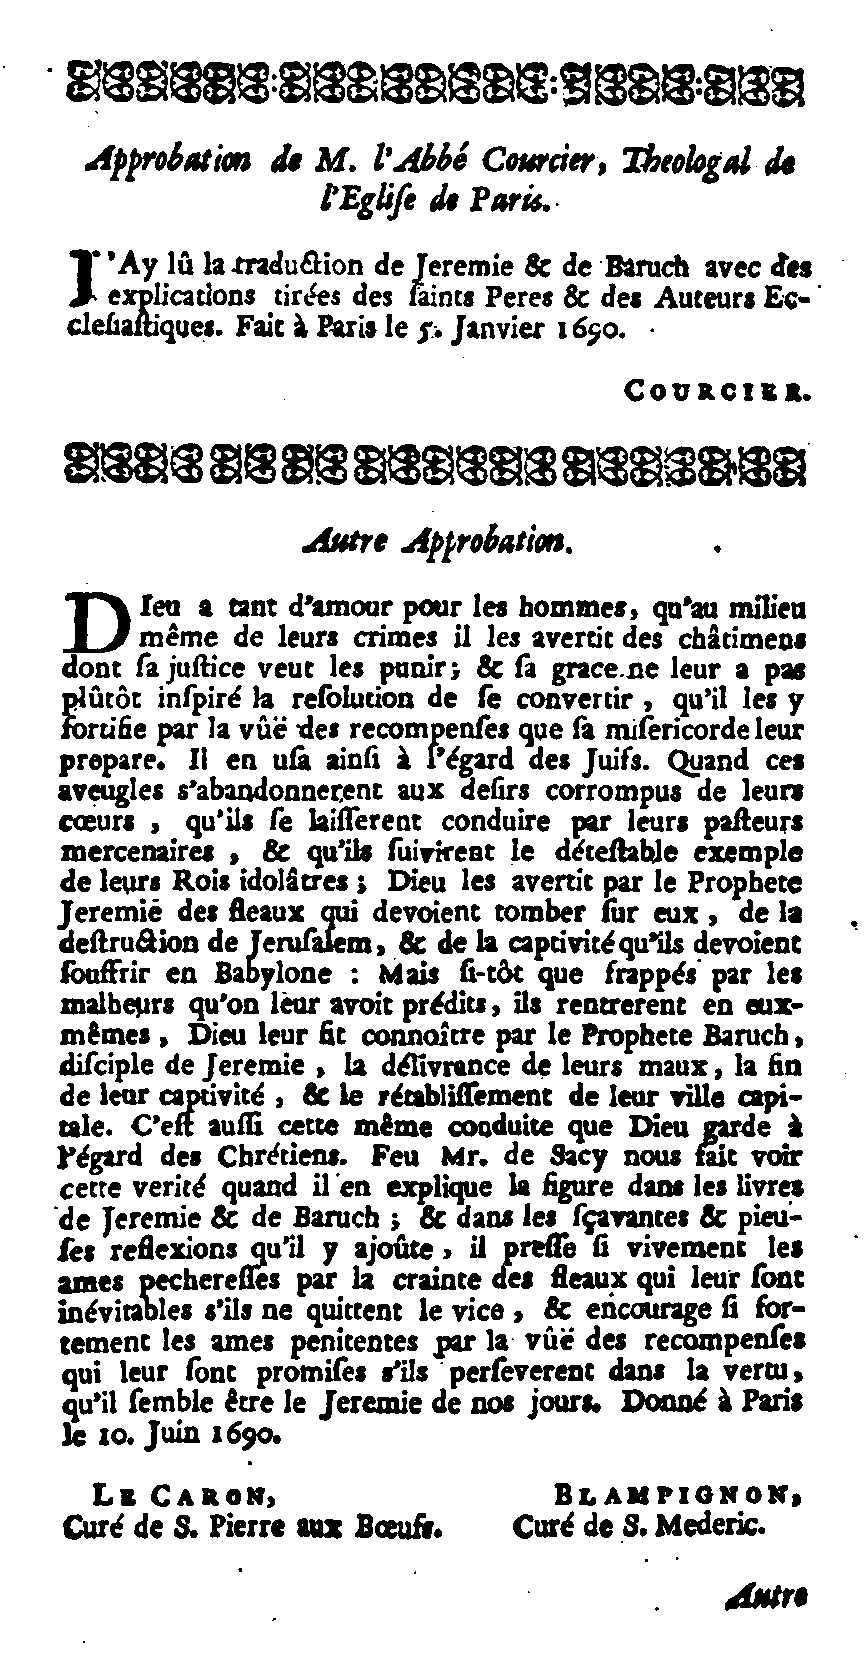 Approbation de M. l'Abbé Courcier, Theologal de
l'Egliſe de Paris.
J'Ay lû la traduction de Jeremie & de Baruch avec des
explications tirées des ſaints Peres & des Auteurs Ec-
cleſiaſtiques. Fait à Paris le 5. Janvier 1690.
COURCIER.
Autre Approbation.
DIeu a tant d'amour pour les hommes, qu'au milieu
même de leurs crimes il les avertit des châtimens
dont ſa juſtice veut les punir; & ſa grace ne leur a pas
plûtôt inſpiré la reſolution de ſe convertir, qu'il les y
fortifie par la vûë des recompenſes que ſa miſericorde leur
prepare. Il en uſa ainſi à l'égard des Juifs. Quand ces
aveugles s'abandonnerent aux deſirs corrompus de leurs
cœurs, qu'ils ſe laiſſerent conduire par leurs paſteurs
mercenaires, & qu'ils ſuivirent le déteſtable exemple
de leurs Rois idolâtres; Dieu les avertit par le Prophete
Jeremie des fleaux qui devoient tomber ſur eux, de la
deſtruction de Jeruſalem, & de la captivité qu'ils devoient
ſouffrir en Babylone : Mais ſi-tôt que frappés par les
malheurs qu'on leur avoit prédits, ils rentrerent en eux-
mêmes, Dieu leur fit connoître par le Prophete Baruch,
diſciple de Jeremie, la délivrance de leurs maux, la fin
de leur captivité, & le rétabliſſement de leur ville capi-
tale. C'eſt auſſi cette même conduite que Dieu garde à
l'égard des Chrétiens. Feu Mr. de Sacy nous fait voir
cette verité quand il en explique la figure dans les livres
de Jeremie & de Baruch; & dans les ſçavantes & pieu-
ſes reflexions qu'il y ajoûte, il preſſe ſi vivement les
ames pechereſſes par la crainte des fleaux qui leur ſont
inévitables s'ils ne quittent le vice, & encourage ſi for-
tement les ames penitentes par la vûë des recompenſes
qui leur ſont promiſes s'ils perſeverent dans la vertu,
qu'il ſemble être le Jeremie de nos jours. Donné à Paris
le 10. Juin 1690.
LE CARON, BLAMPIGNON,
Curé de S. Pierre aux Bœufs. Curé de S. Mederic.
Autre